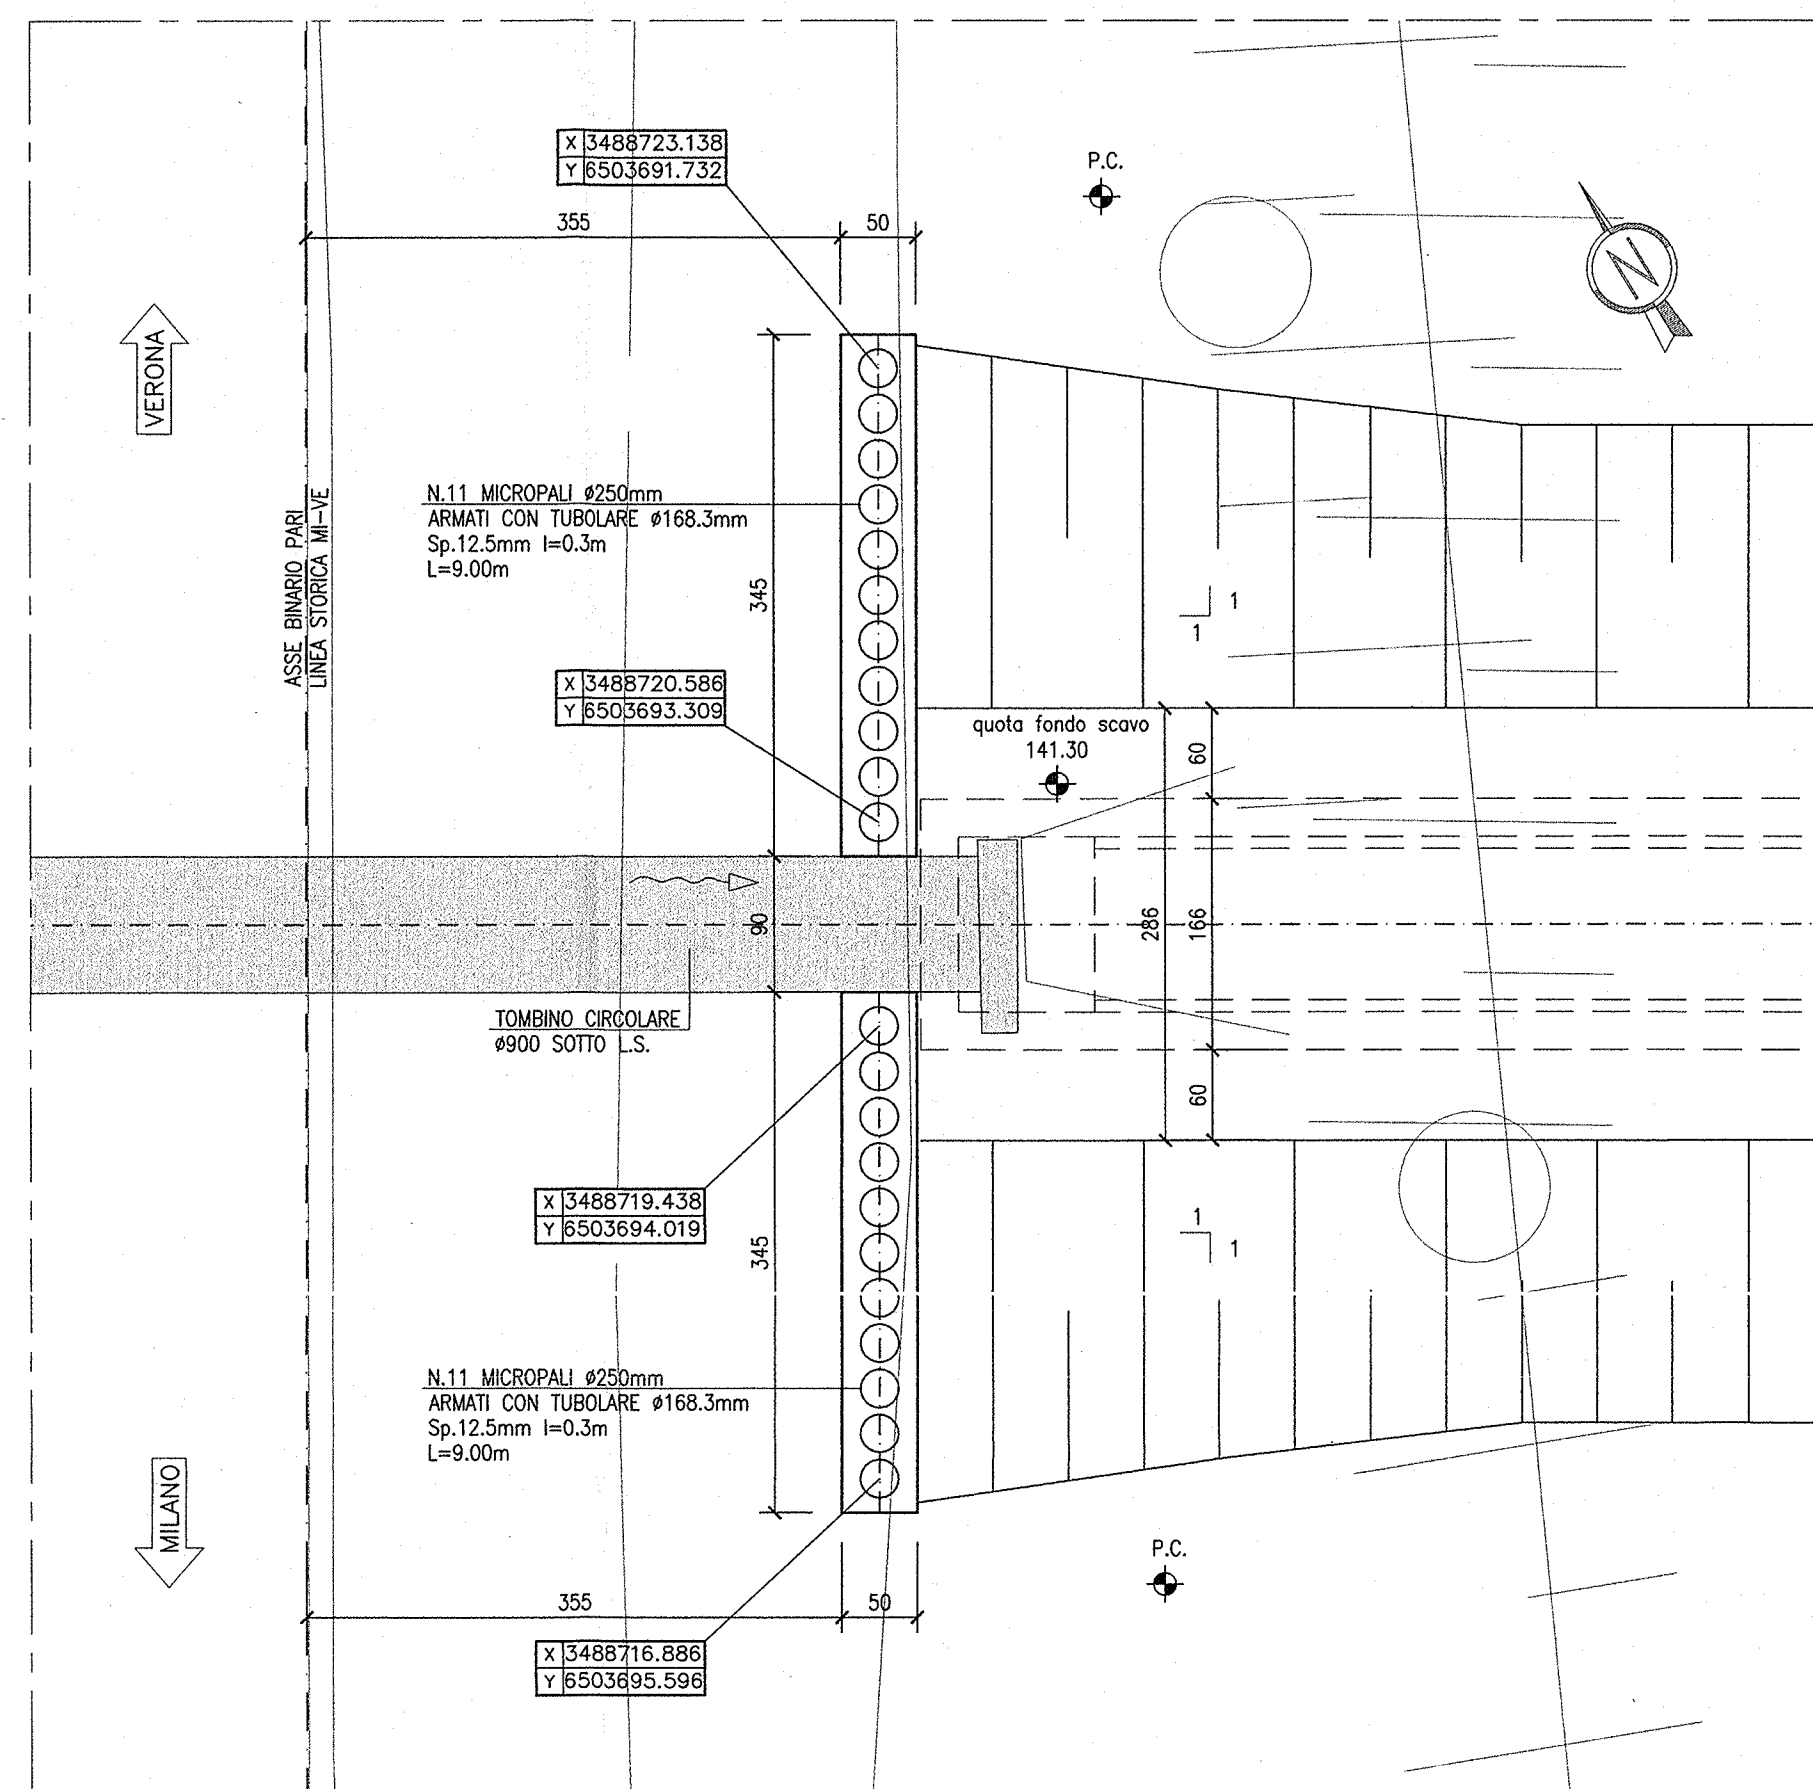 X 3488723.138
Y 6503691.732
P.C.
355
50
N
VERONA
N.11 MICROPALI ø250mm
ARMATI CON TUBOLARE ø168.3mm
Sp.12.5mm I=0.3m
L=9.00m
ASSE BINARIO PARI
LINEA STORICA MI-VE
345
1
1
X 3488720.586
Y 6503693.309
quota fondo scavo
141.30
60
90
286
166
TOMBINO CIRCOLARE
ø900 SOTTO L.S.
60
X 3488719.438
Y 6503694.019
345
1
1
N.11 MICROPALI ø250mm
ARMATI CON TUBOLARE ø168.3mm
Sp.12.5mm I=0.3m
L=9.00m
MILANO
P.C.
355
50
X 3488716.886
Y 6503695.596